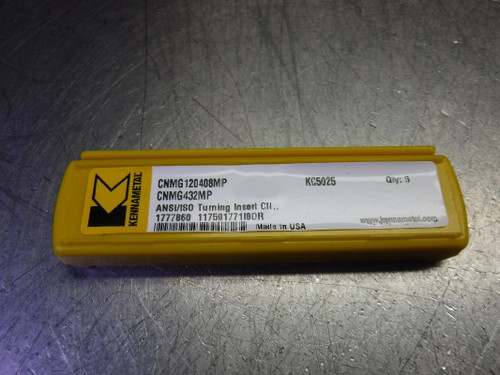 KENNAMETAL
CNMG120408MP KC5025 Qty: 5
CNMG432MP
ANSI/ISO Turning Insert CN..
1777860
Made In USA
www.kennametal.com